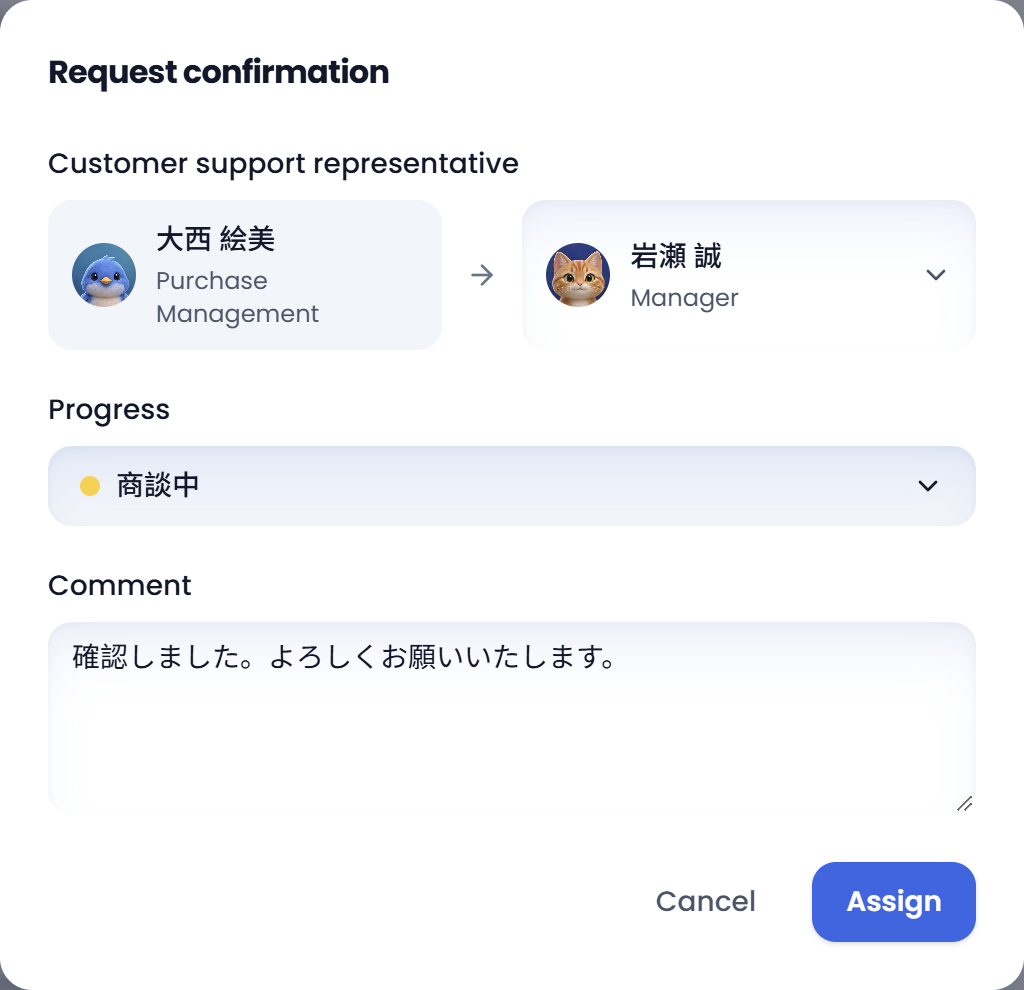 Request confirmation
Customer support representative
大西 絵美
Purchase
Management
岩瀬 誠
Manager
Progress
商談中
Comment
確認しました。よろしくお願いいたします。
Cancel
Assign